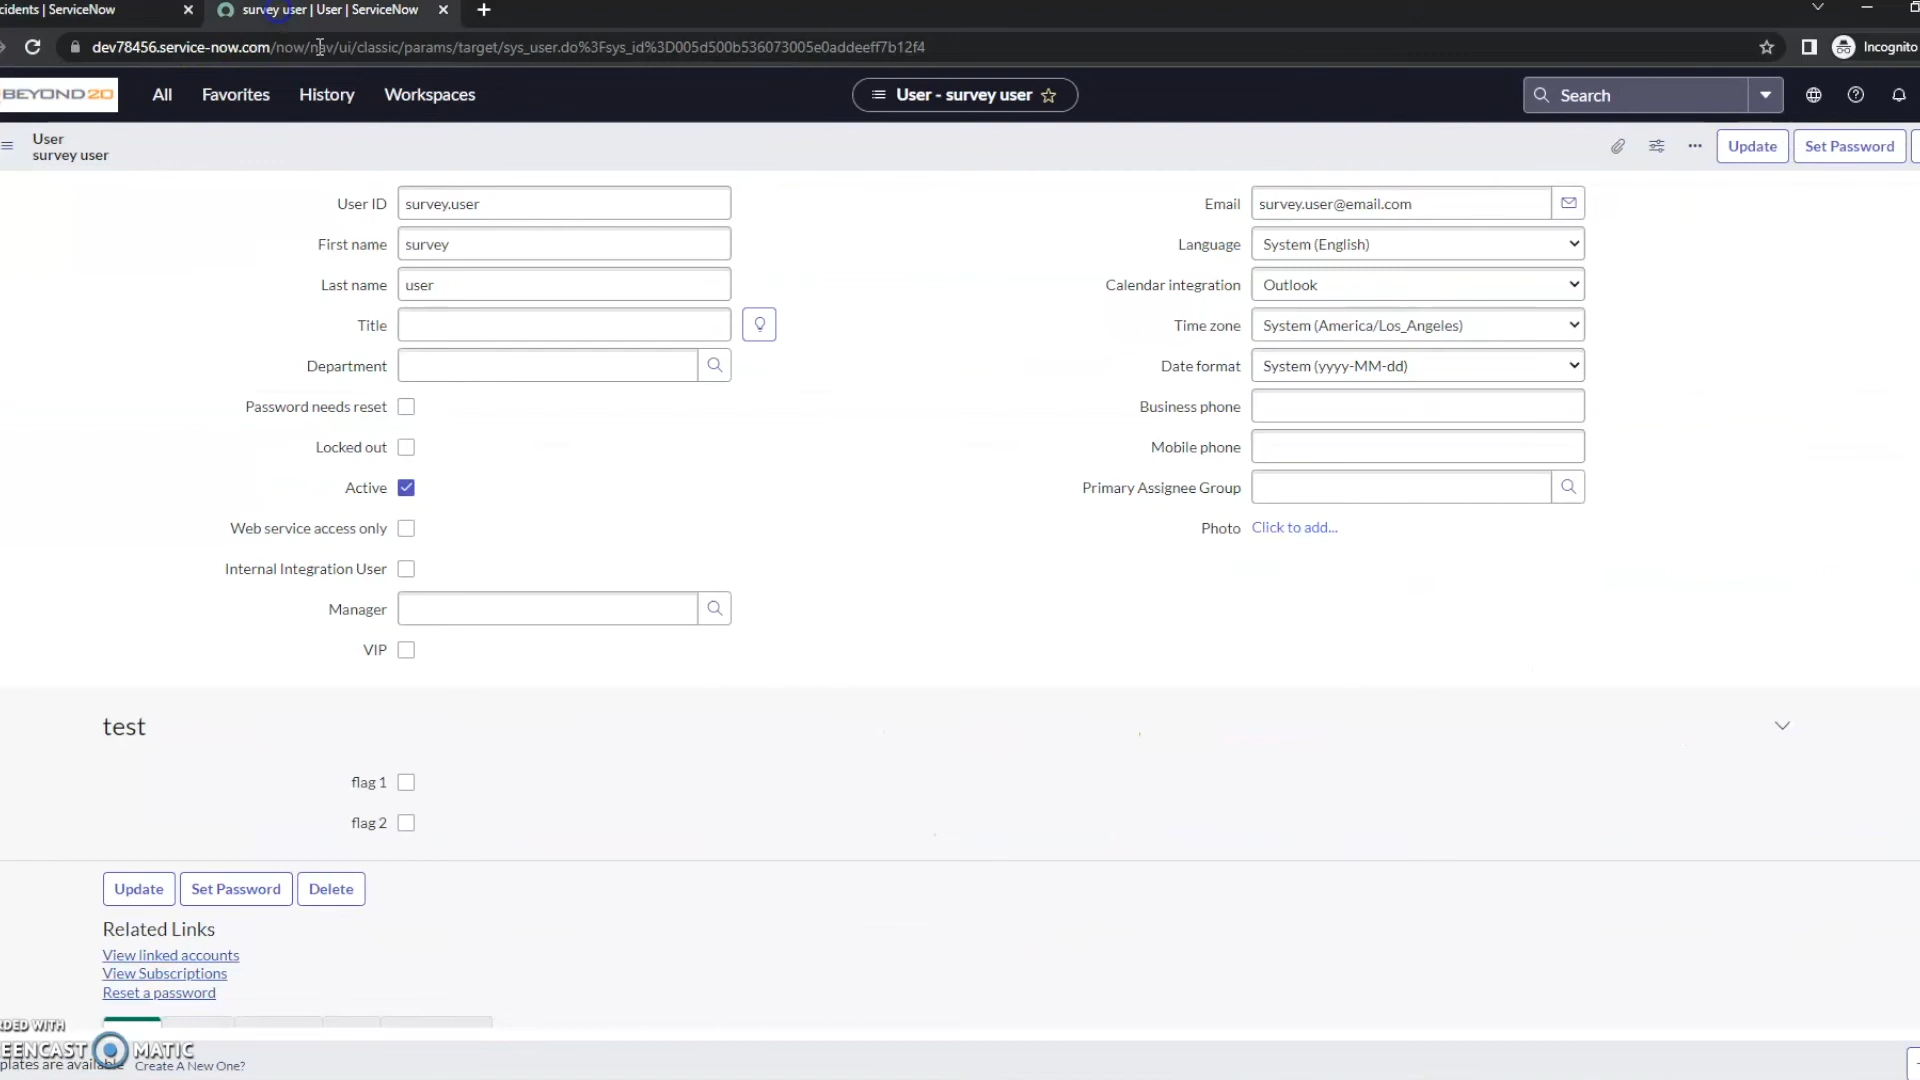 cidents | ServiceNow
survey user | User | ServiceNow
dev78456.service-now.com/now/nav/ui/classic/params/target/sys_user.do%3Fsys_id%3D005d500b536073005e0addeeff7b12f4
Incognito
BEYOND20
All
Favorites
History
Workspaces
User - survey user
Search
User
survey user
Update
Set Password
User ID
survey.user
First name
survey
Last name
user
Title
Department
Password needs reset
Locked out
Active
Web service access only
Internal Integration User
Manager
VIP
Email
survey.user@email.com
Language
System (English)
Calendar integration
Outlook
Time zone
System (America/Los_Angeles)
Date format
System (yyyy-MM-dd)
Business phone
Mobile phone
Primary Assignee Group
Photo
Click to add...
test
flag 1
flag 2
Update
Set Password
Delete
Related Links
View linked accounts
View Subscriptions
Reset a password
RDED WITH
EENCAST MATIC
plates are available
Create A New One?